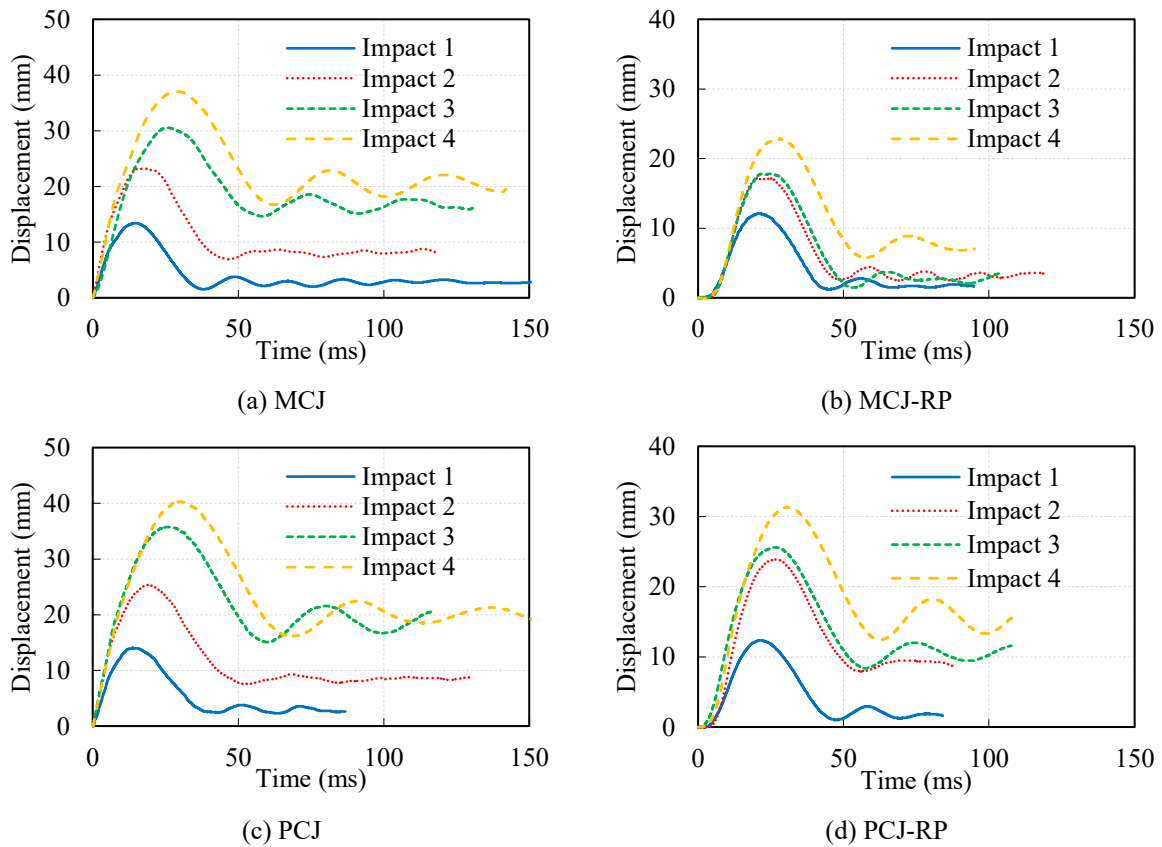 50
40
30
20
10
0
Displacement (mm)
Impact 1
Impact 2
Impact 3
Impact 4
0 50 100 150
Time (ms)
(a) MCJ
40
30
20
10
0
Displacement (mm)
Impact 1
Impact 2
Impact 3
Impact 4
0 50 100 150
Time (ms)
(b) MCJ-RP
50
40
30
20
10
0
Displacement (mm)
Impact 1
Impact 2
Impact 3
Impact 4
0 50 100 150
Time (ms)
(c) PCJ
40
30
20
10
0
Displacement (mm)
Impact 1
Impact 2
Impact 3
Impact 4
0 50 100 150
Time (ms)
(d) PCJ-RP